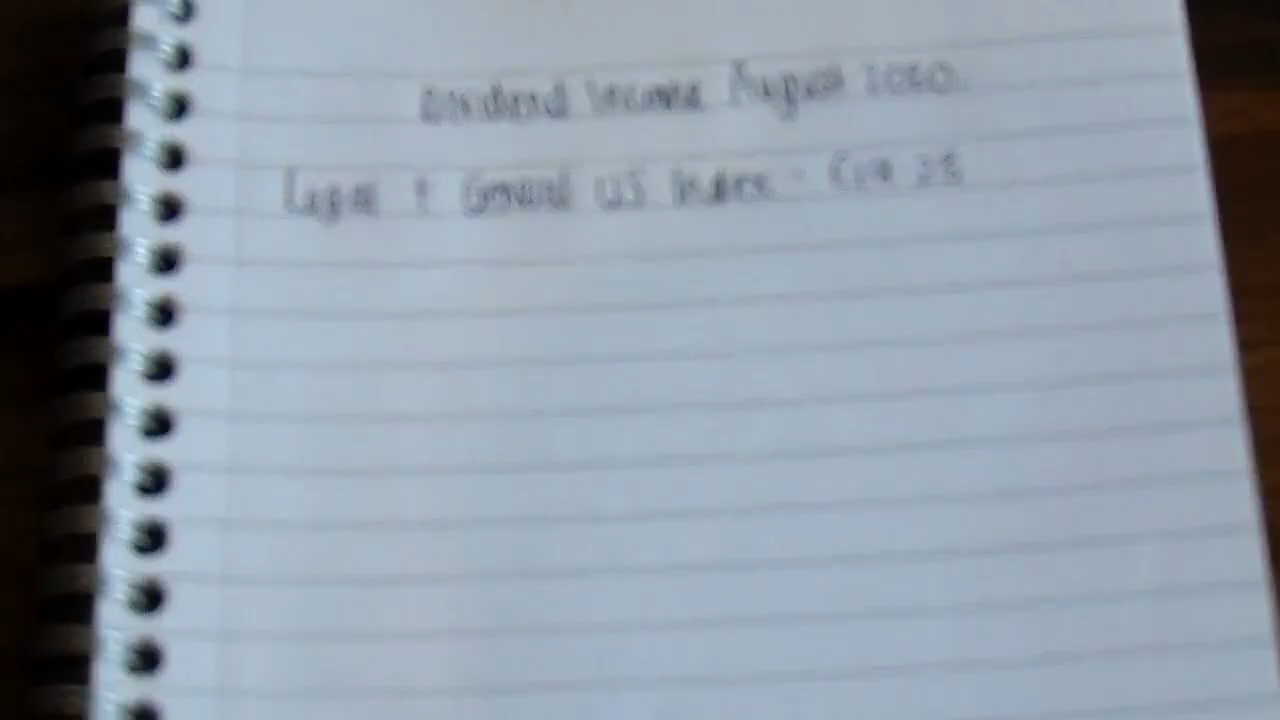 Dividend Income August 2020.
Legal + General US Index -